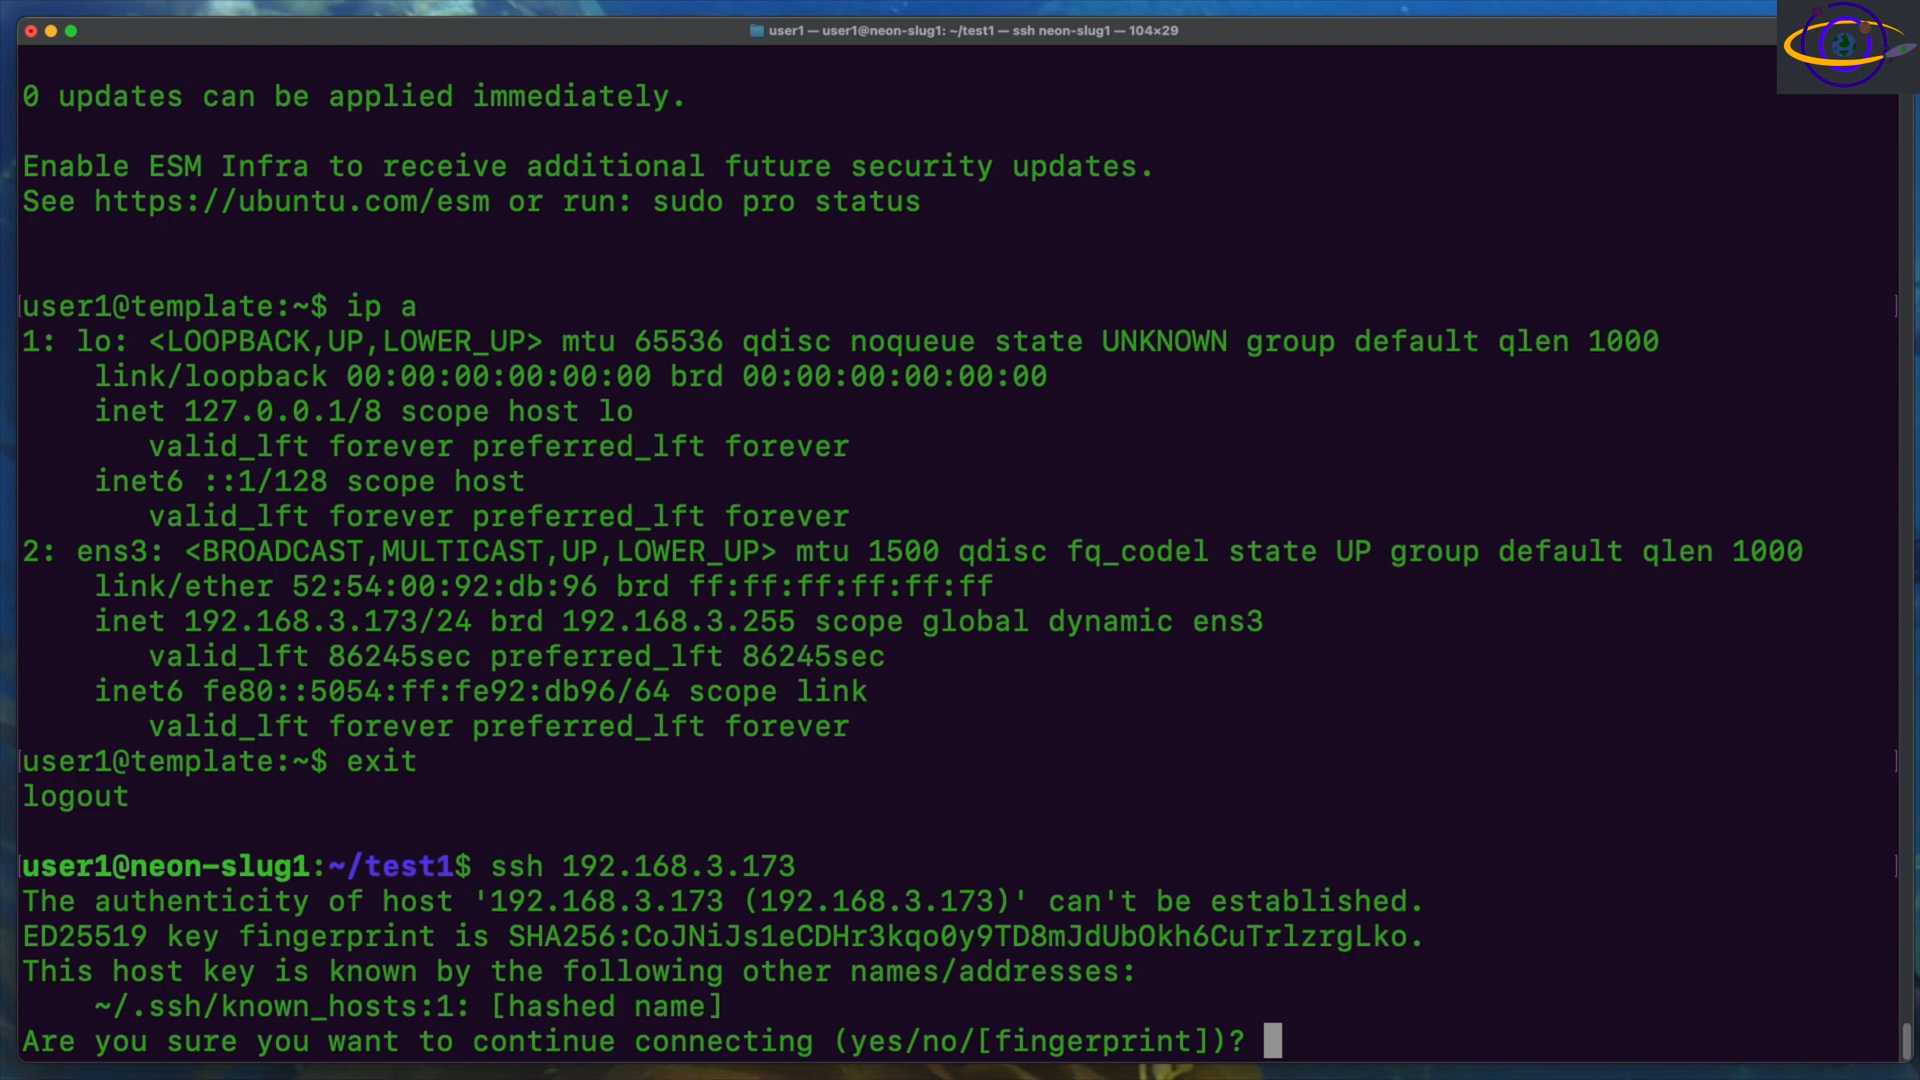 user1 — user1@neon-slug1: ~/test1 — ssh neon-slug1 — 104×29
0 updates can be applied immediately.
Enable ESM Infra to receive additional future security updates.
See https://ubuntu.com/esm or run: sudo pro status
user1@template:~$ ip a
1: lo: <LOOPBACK,UP,LOWER_UP> mtu 65536 qdisc noqueue state UNKNOWN group default qlen 1000
    link/loopback 00:00:00:00:00:00 brd 00:00:00:00:00:00
    inet 127.0.0.1/8 scope host lo
       valid_lft forever preferred_lft forever
    inet6 ::1/128 scope host
       valid_lft forever preferred_lft forever
2: ens3: <BROADCAST,MULTICAST,UP,LOWER_UP> mtu 1500 qdisc fq_codel state UP group default qlen 1000
    link/ether 52:54:00:92:db:96 brd ff:ff:ff:ff:ff:ff
    inet 192.168.3.173/24 brd 192.168.3.255 scope global dynamic ens3
       valid_lft 86245sec preferred_lft 86245sec
    inet6 fe80::5054:ff:fe92:db96/64 scope link
       valid_lft forever preferred_lft forever
user1@template:~$ exit
logout
user1@neon-slug1:~/test1$ ssh 192.168.3.173
The authenticity of host '192.168.3.173 (192.168.3.173)' can't be established.
ED25519 key fingerprint is SHA256:CoJNiJs1eCDHr3kqo0y9TD8mJdUbOkh6CuTrlzrgLko.
This host key is known by the following other names/addresses:
    ~/.ssh/known_hosts:1: [hashed name]
Are you sure you want to continue connecting (yes/no/[fingerprint])?